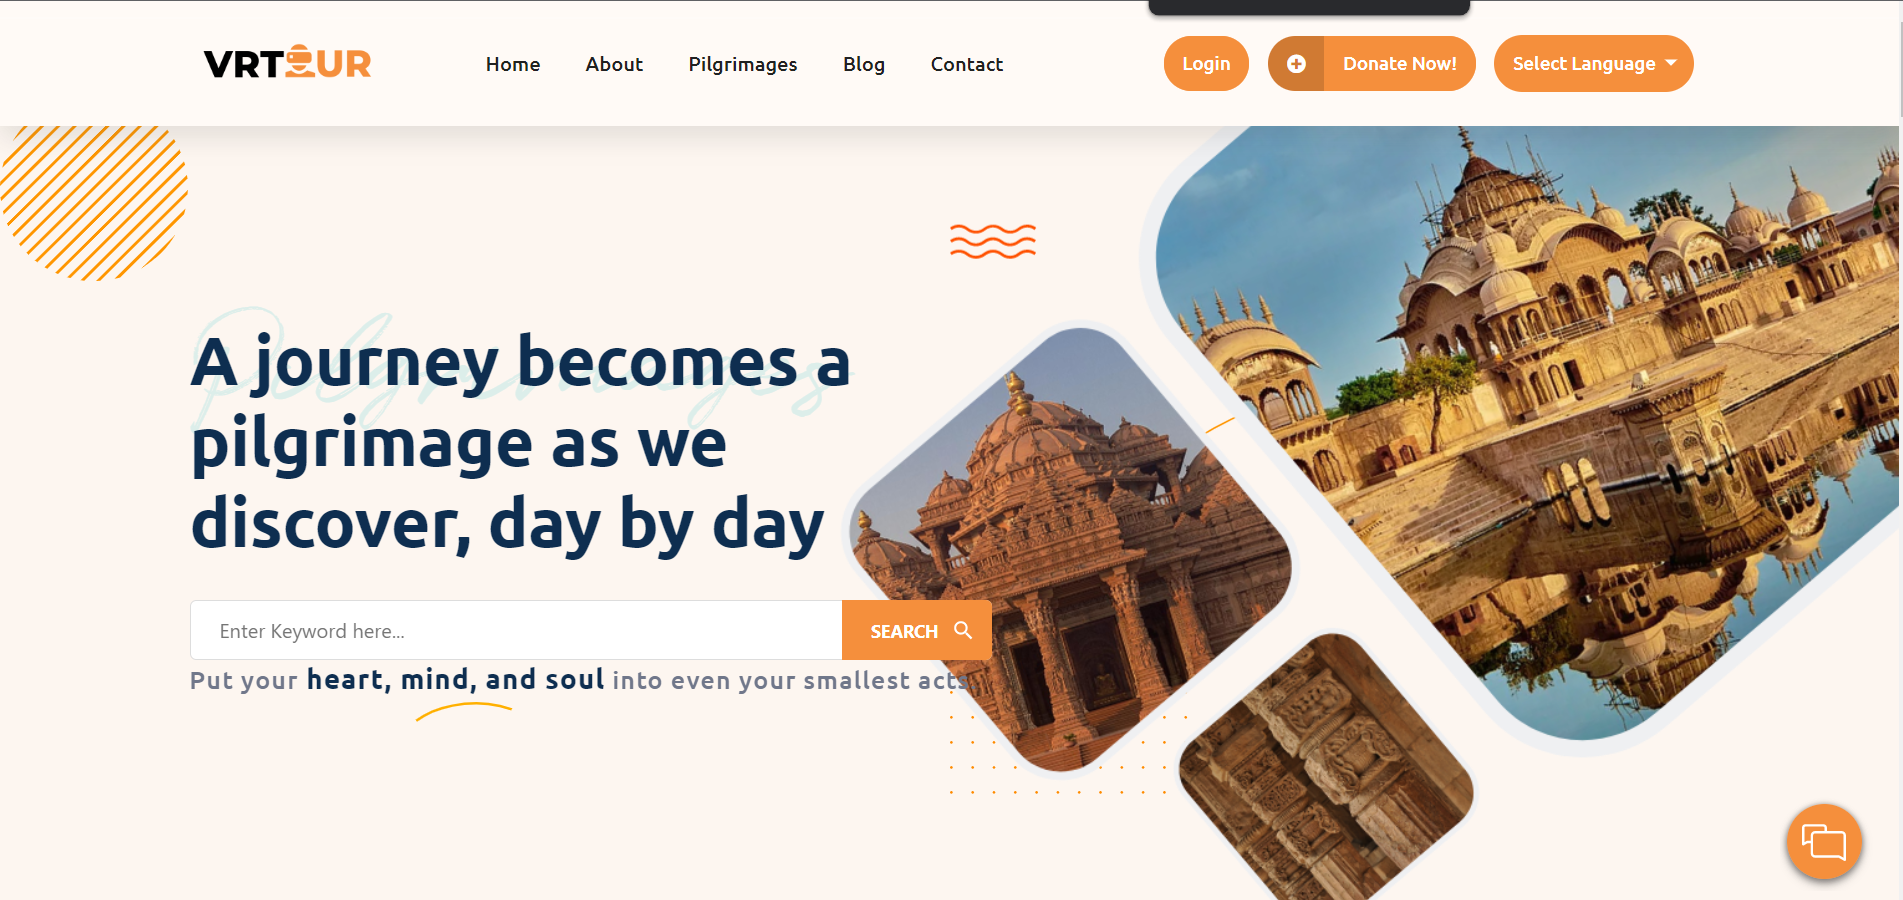 VRTOUR
Home About Pilgrimages Blog Contact
Login Donate Now! Select Language
Pilgrimages
A journey becomes a
pilgrimage as we
discover, day by day
Enter Keyword here...
SEARCH
Put your heart, mind, and soul into even your smallest acts